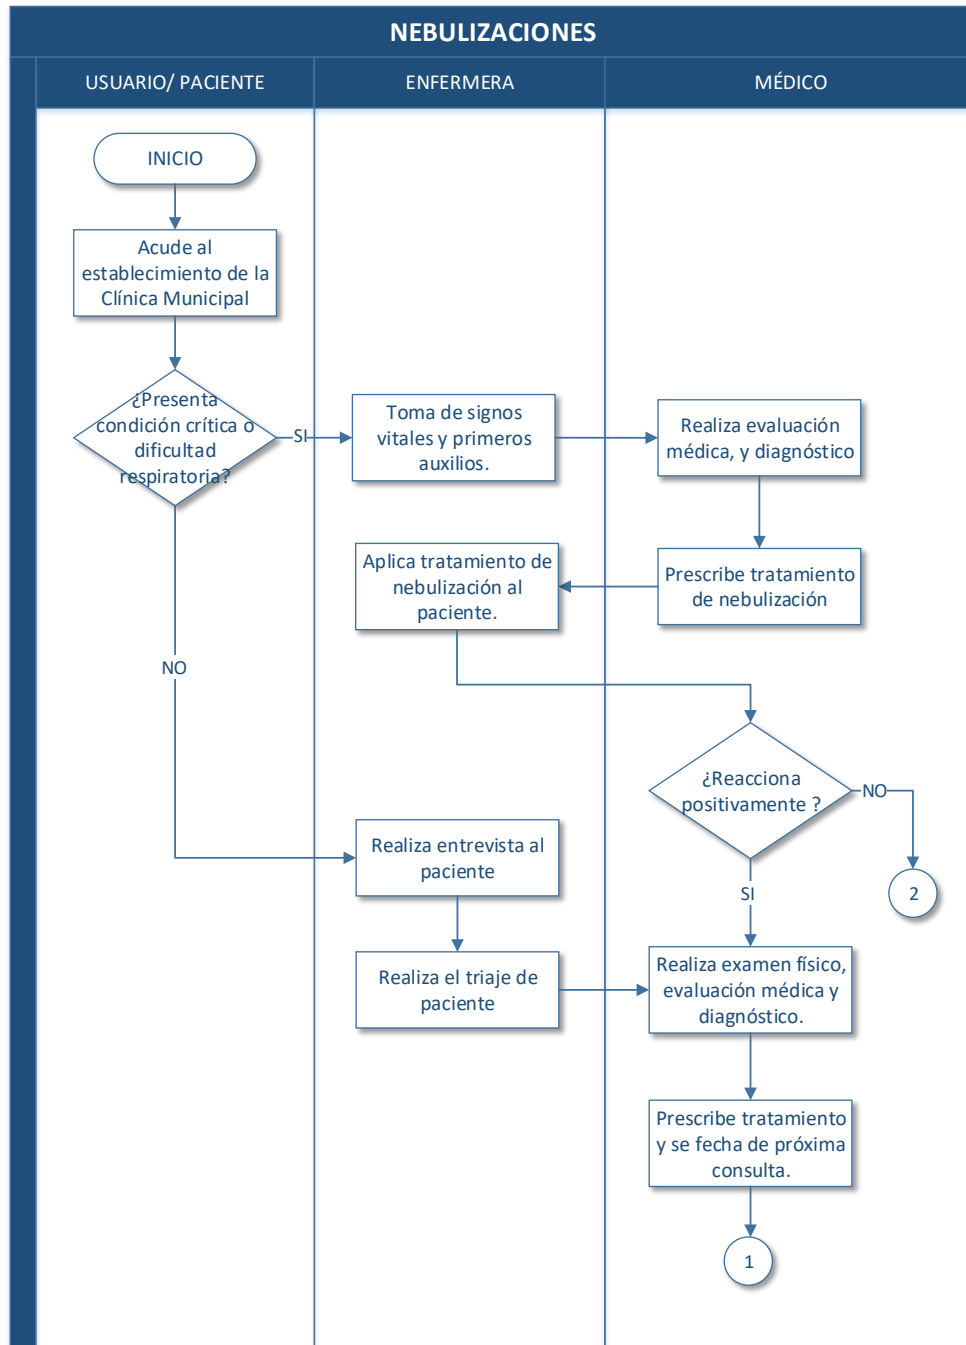 NEBULIZACIONES
USUARIO/ PACIENTE
ENFERMERA
MÉDICO
INICIO
Acude al
establecimiento de la
Clínica Municipal
¿Presenta
condición crítica o
dificultad
respiratoria?
SI
Toma de signos
vitales y primeros
auxilios.
Realiza evaluación
médica, y diagnóstico
Prescribe tratamiento
de nebulización
Aplica tratamiento de
nebulización al
paciente.
NO
¿Reacciona
positivamente ?
NO
2
SI
Realiza entrevista al
paciente
Realiza el triaje de
paciente
Realiza examen físico,
evaluación médica y
diagnóstico.
Prescribe tratamiento
y se fecha de próxima
consulta.
1